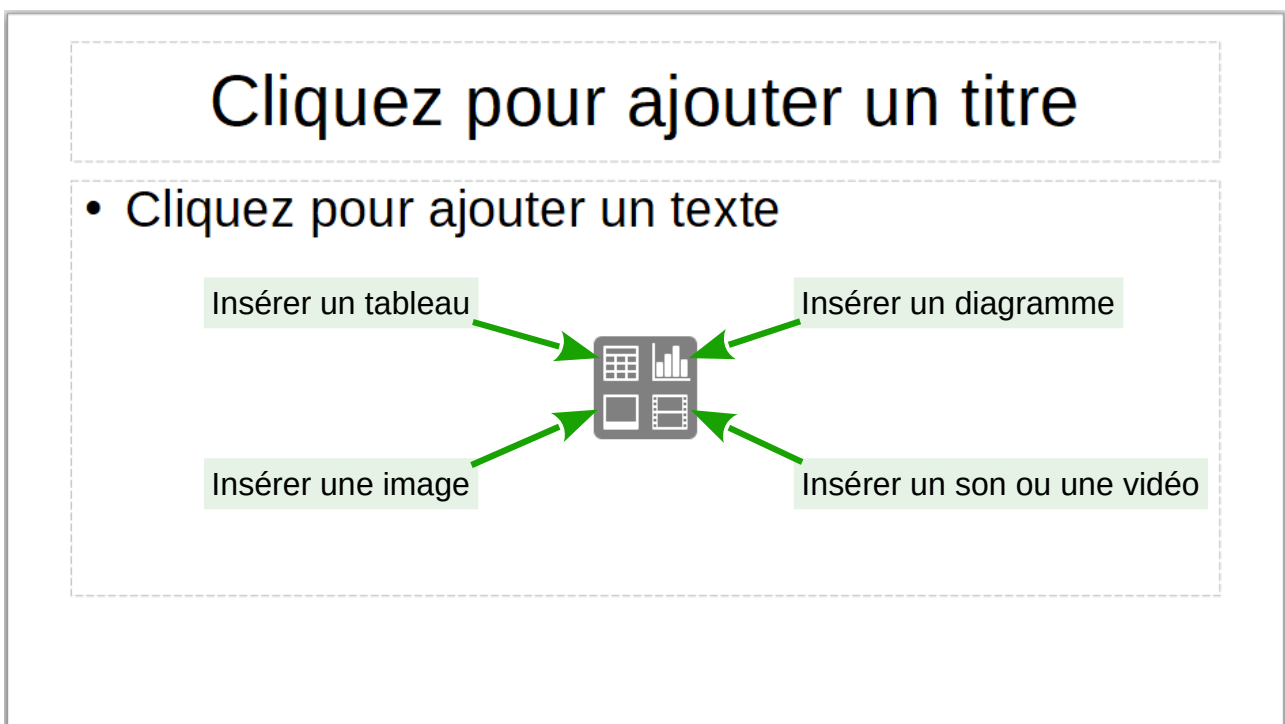 Cliquez pour ajouter un titre
• Cliquez pour ajouter un texte
Insérer un tableau
Insérer un diagramme
Insérer une image
Insérer un son ou une vidéo